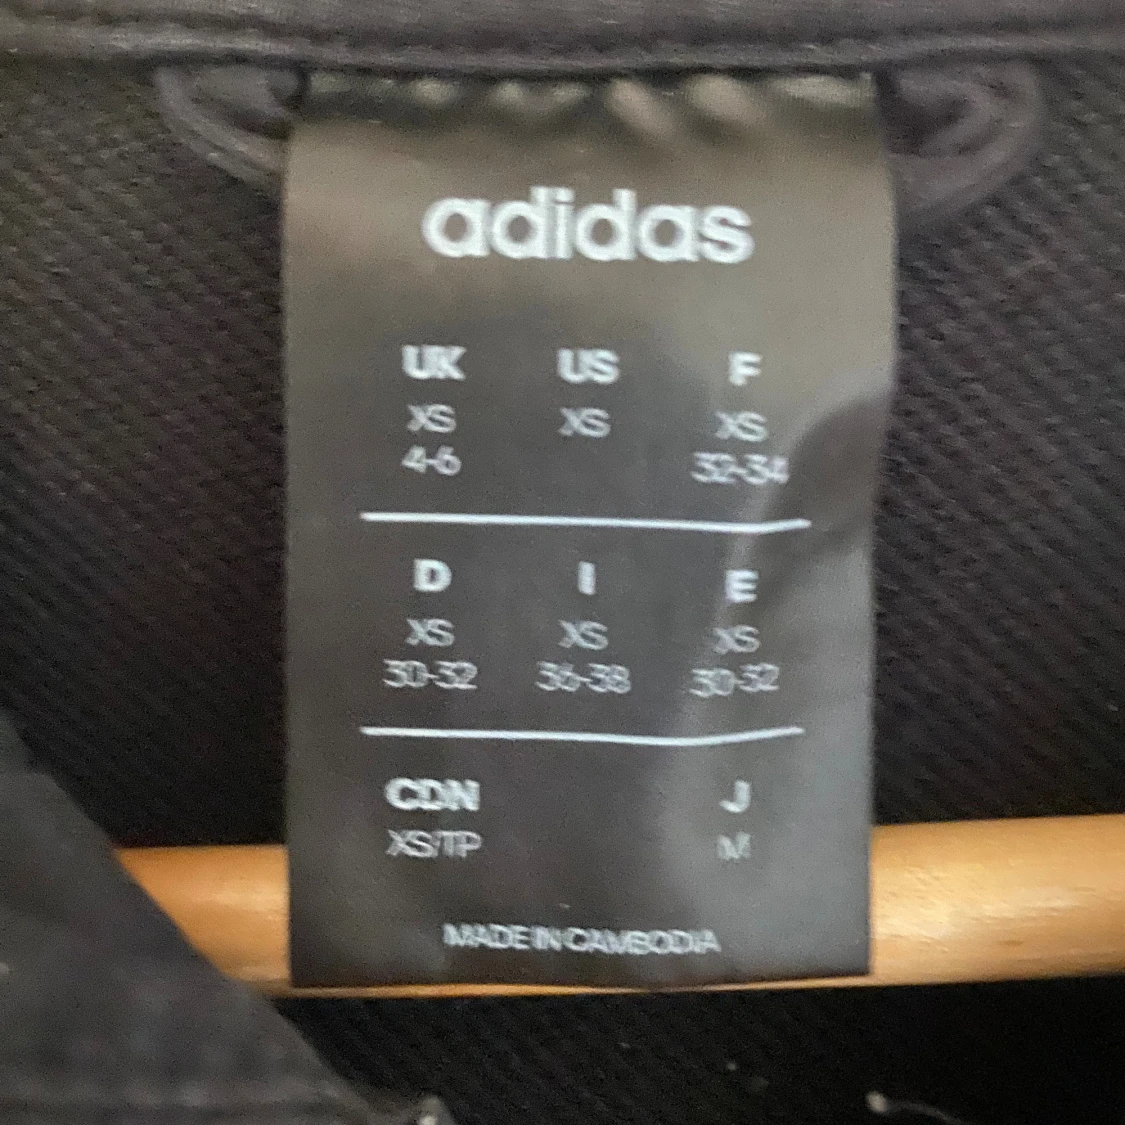 adidas
UK US F
XS XS XS
4-6 32-34
D I E
XS XS XS
30-32 36-38 30-32
CDN J
XS/TP M
MADE IN CAMBODIA